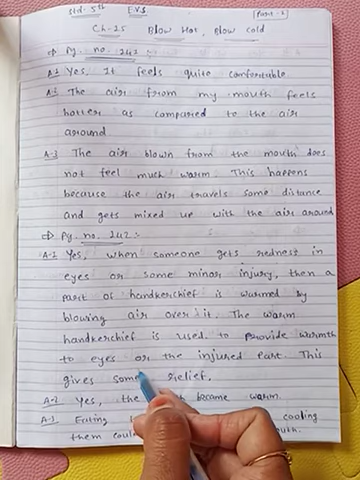 Std. 5th E.V.S Part-2
Ch-25 Blow Hot, Blow cold
Pg. no. 241 :-
A-1 Yes, It feels quite comfortable
A-2 The air from my mouth feels
hotter as compared to the air
around
A-3 The air blown from the mouth does
not feel much warm. This happens
because the air travels some distance
and gets mixed up with the air around
Pg. no. 242 :-
A-1 Yes, when someone gets redness in
eyes or some minor injury, then a
part of handkerchief is warmed by
blowing air over it. The warm
handkerchief is used to provide warmth
to eyes or the injured part. This
gives some relief.
A-2 Yes, the became warm.
A-3 Eating cooling
them